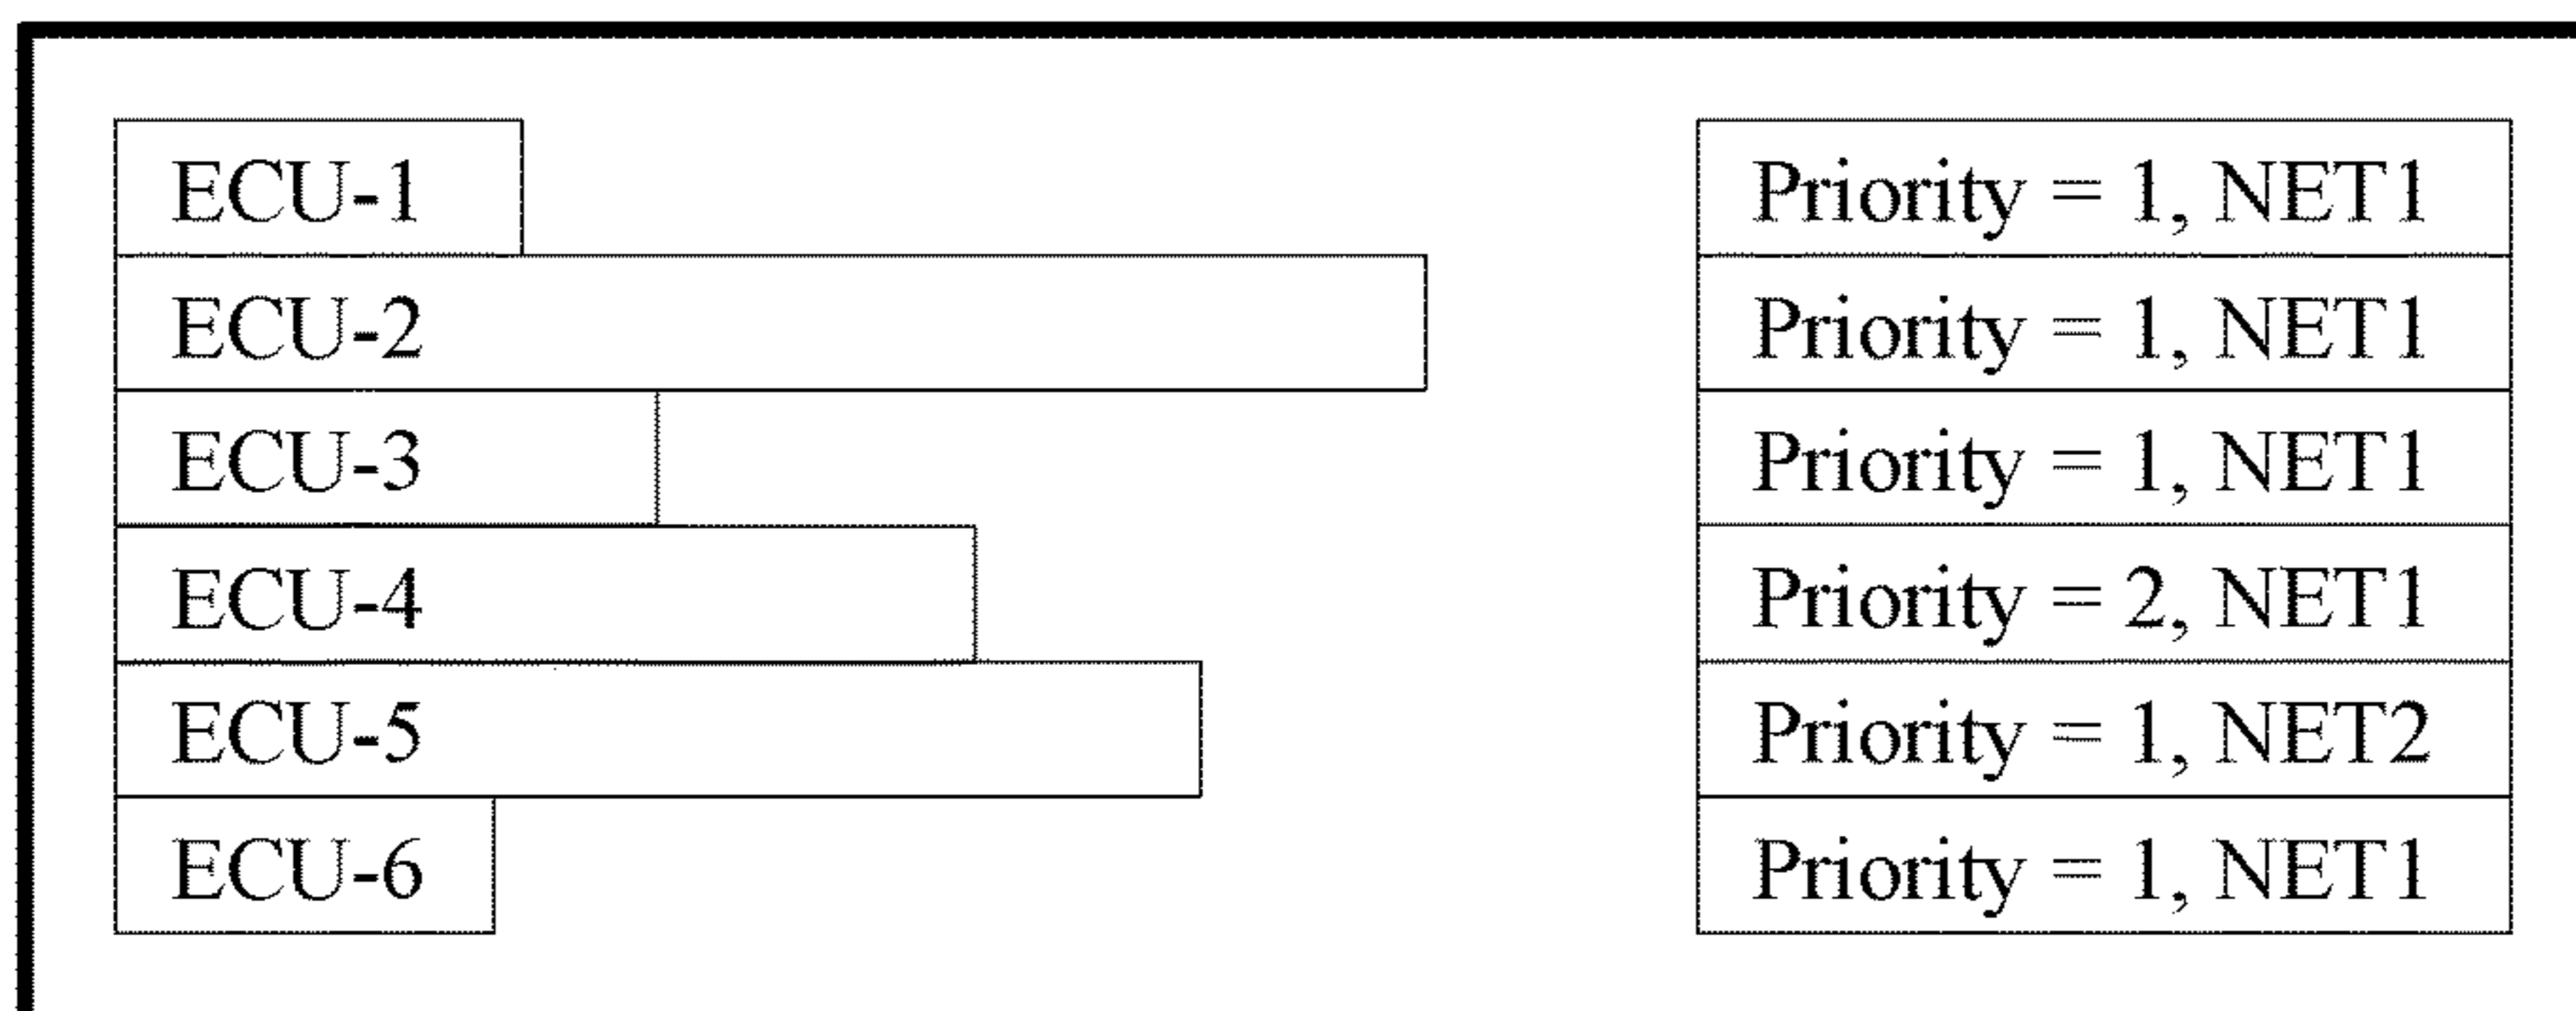 ECU-1 Priority = 1, NET1
ECU-2 Priority = 1, NET1
ECU-3 Priority = 1, NET1
ECU-4 Priority = 2, NET1
ECU-5 Priority = 1, NET2
ECU-6 Priority = 1, NET1